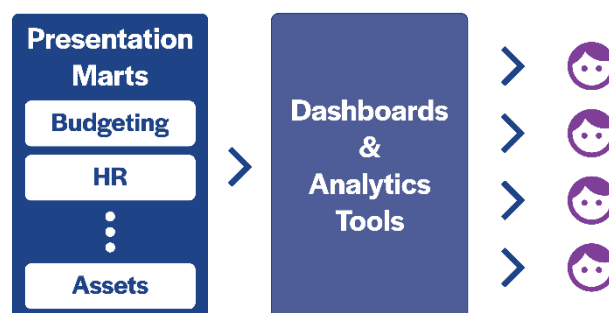 Presentation
Marts
Budgeting
HR
Assets
Dashboards
&
Analytics
Tools